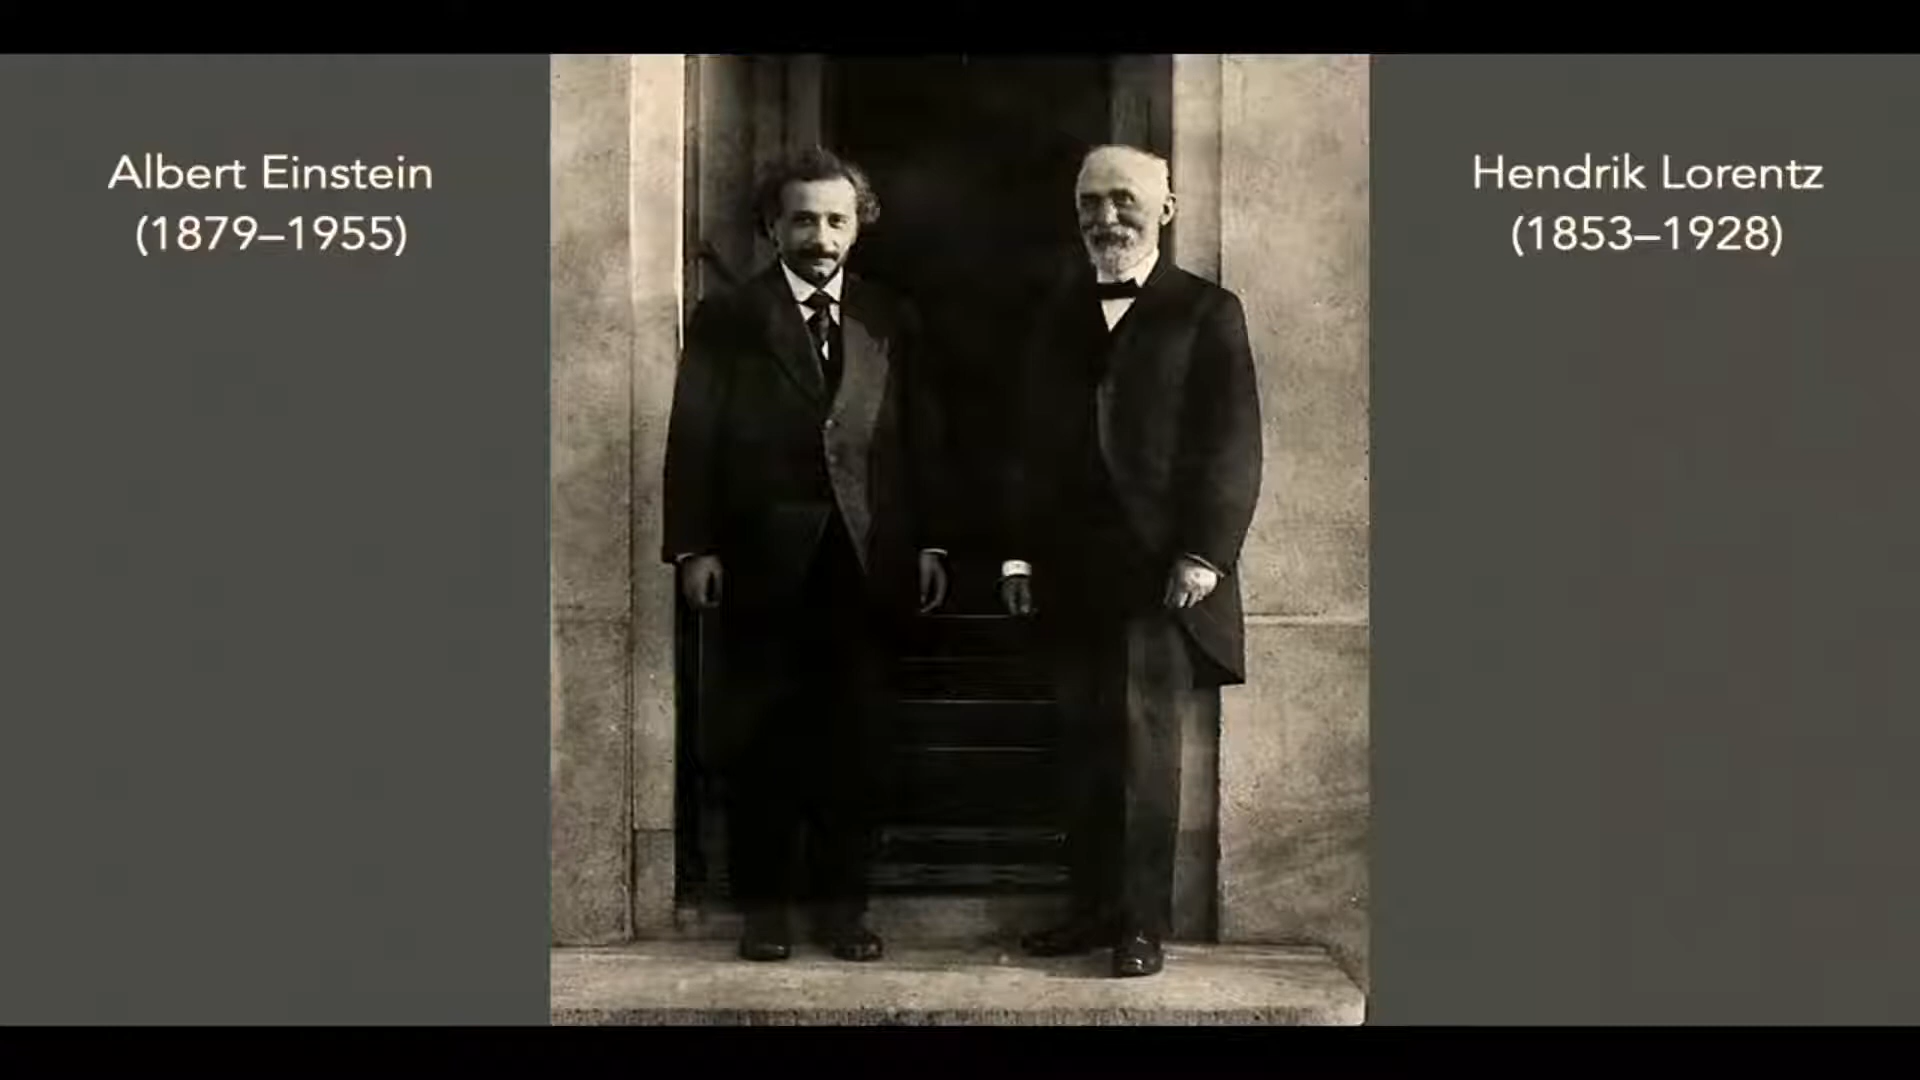 Albert Einstein
(1879–1955)
Hendrik Lorentz
(1853–1928)